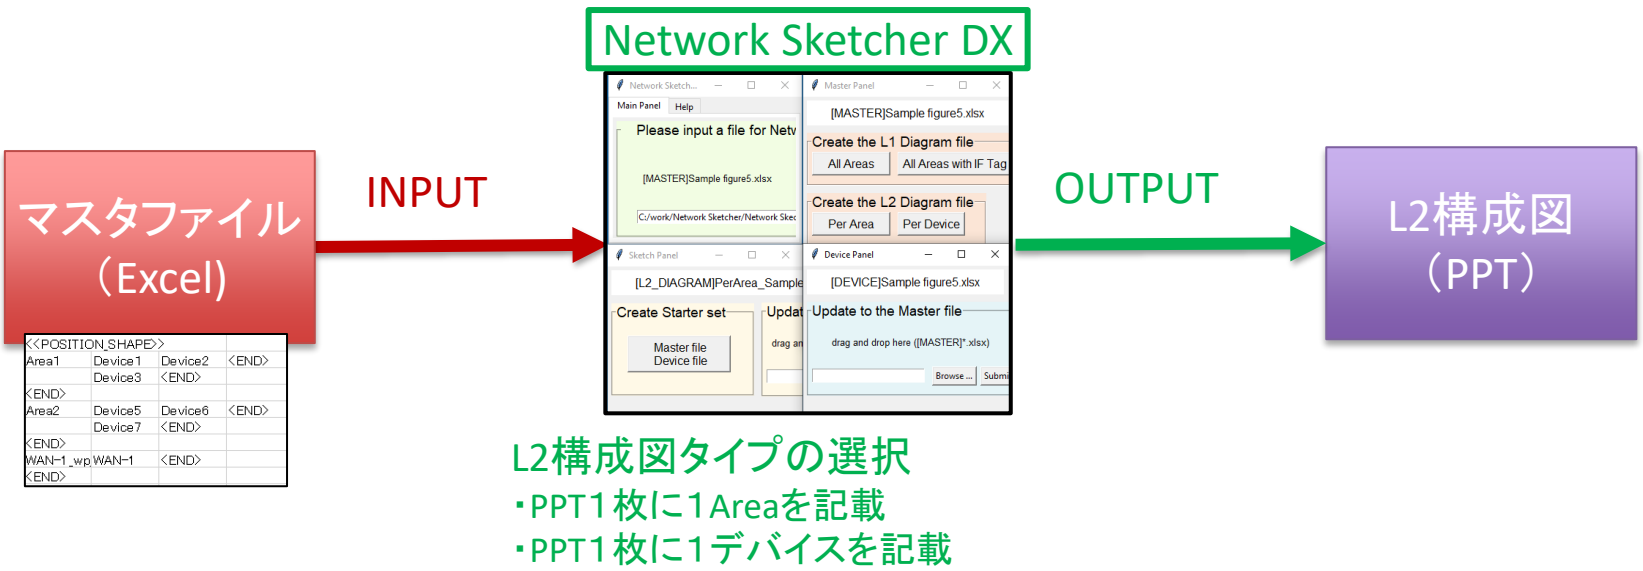 Network Sketcher DX
マスタファイル
（Excel)
INPUT
Network Sketch...
Main Panel Help
Please input a file for Netw
[MASTER]Sample figure5.xlsx
C:/work/Network Sketcher/Network Skec
Master Panel
[MASTER]Sample figure5.xlsx
Create the L1 Diagram file
All Areas All Areas with IF Tag
Create the L2 Diagram file
Per Area Per Device
Sketch Panel
[L2_DIAGRAM]PerArea_Sample
Create Starter set
Master file
Device file
Updat
drag an
Device Panel
[DEVICE]Sample figure5.xlsx
Update to the Master file
drag and drop here ([MASTER]*.xlsx)
Browse ... Submi
OUTPUT
L2構成図
（PPT）
<<POSITION_SHAPE>>
Area1 Device1 Device2 <END>
Device3 <END>
<END>
Area2 Device5 Device6 <END>
Device7 <END>
<END>
WAN-1_wp WAN-1 <END>
<END>
L2構成図タイプの選択
・PPT１枚に１Areaを記載
・PPT１枚に１デバイスを記載